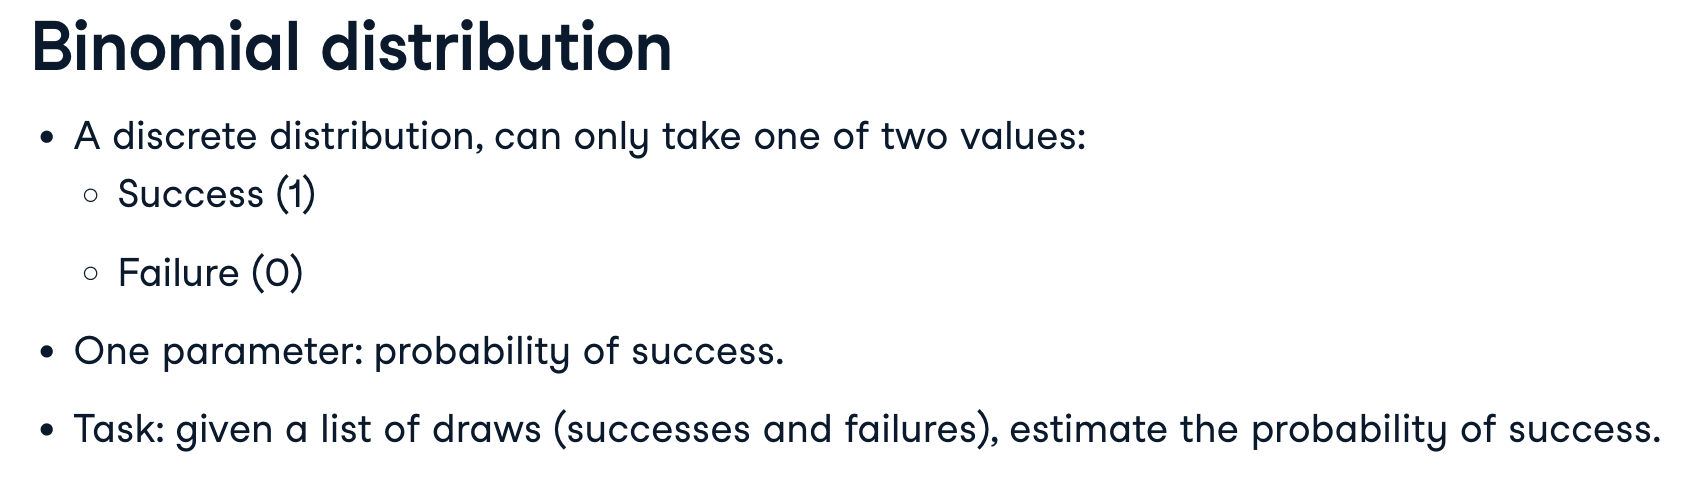 Binomial distribution
• A discrete distribution, can only take one of two values:
○ Success (1)
○ Failure (0)
• One parameter: probability of success.
• Task: given a list of draws (successes and failures), estimate the probability of success.